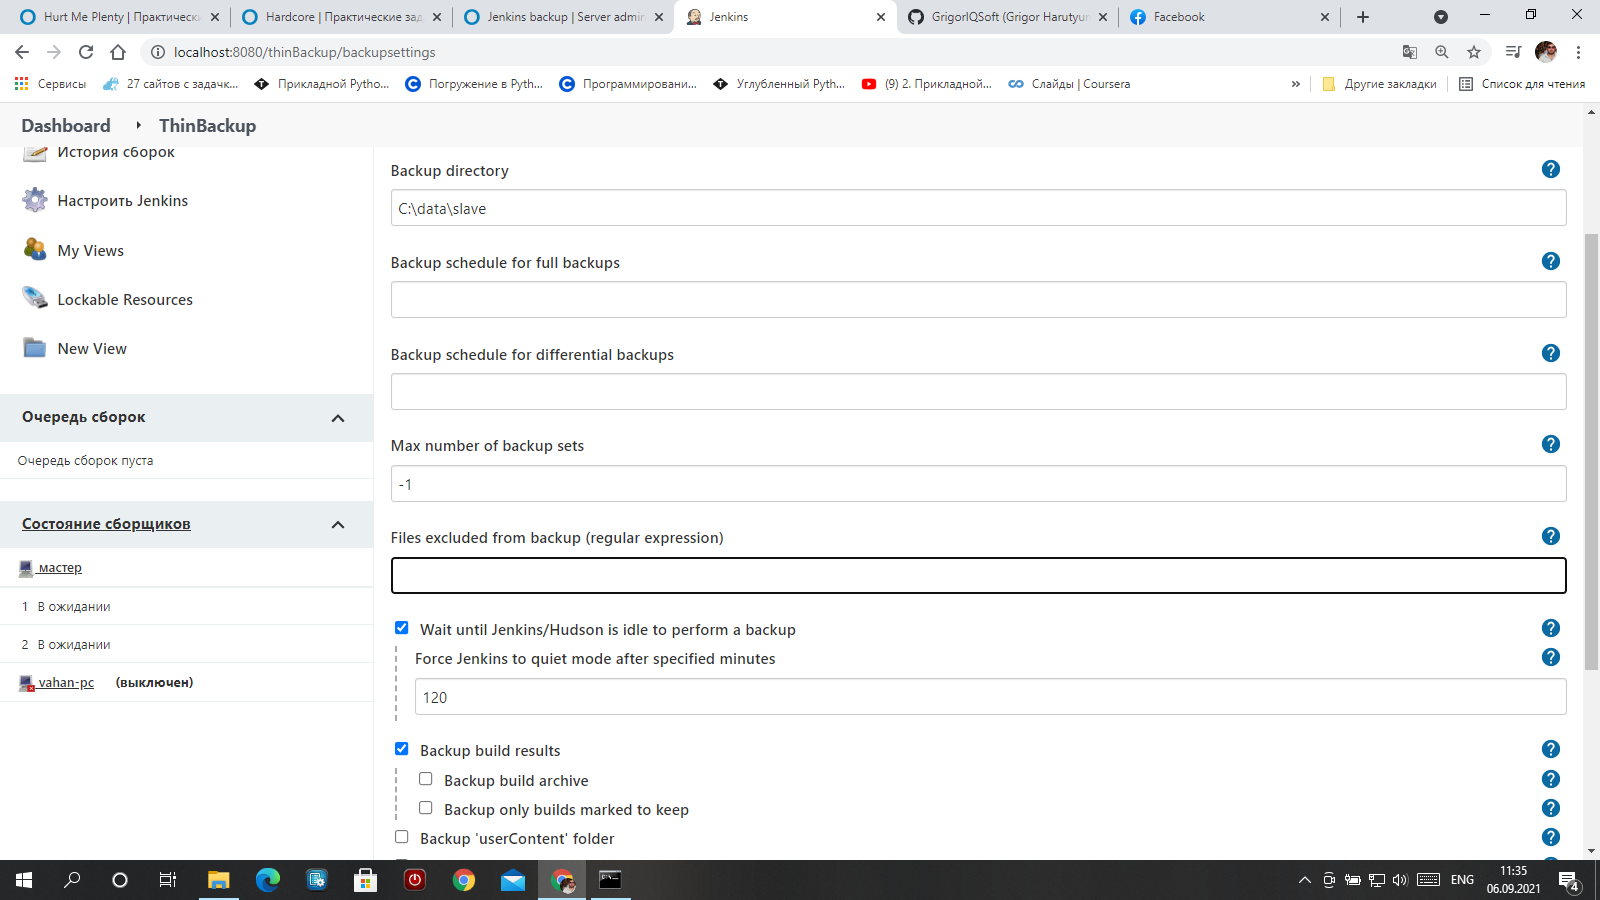 Hurt Me Plenty | Практически
Hardcore | Практические зад
Jenkins backup | Server admin
Jenkins
GrigorIQSoft (Grigor Harutyun
Facebook
localhost:8080/thinBackup/backupsettings
Сервисы
27 сайтов с задачк...
Прикладной Pytho...
Погружение в Pyth...
Программировани...
Углубленный Pyth...
(9) 2. Прикладной...
Слайды | Coursera
»
Другие закладки
Список для чтения
Dashboard
ThinBackup
История сборок
Настроить Jenkins
My Views
Lockable Resources
New View
Очередь сборок
Очередь сборок пуста
Состояние сборщиков
мастер
1 В ожидании
2 В ожидании
vahan-pc (выключен)
Backup directory
C:\data\slave
Backup schedule for full backups
Backup schedule for differential backups
Max number of backup sets
-1
Files excluded from backup (regular expression)
Wait until Jenkins/Hudson is idle to perform a backup
Force Jenkins to quiet mode after specified minutes
120
Backup build results
Backup build archive
Backup only builds marked to keep
Backup 'userContent' folder
ENG
11:35
06.09.2021
4